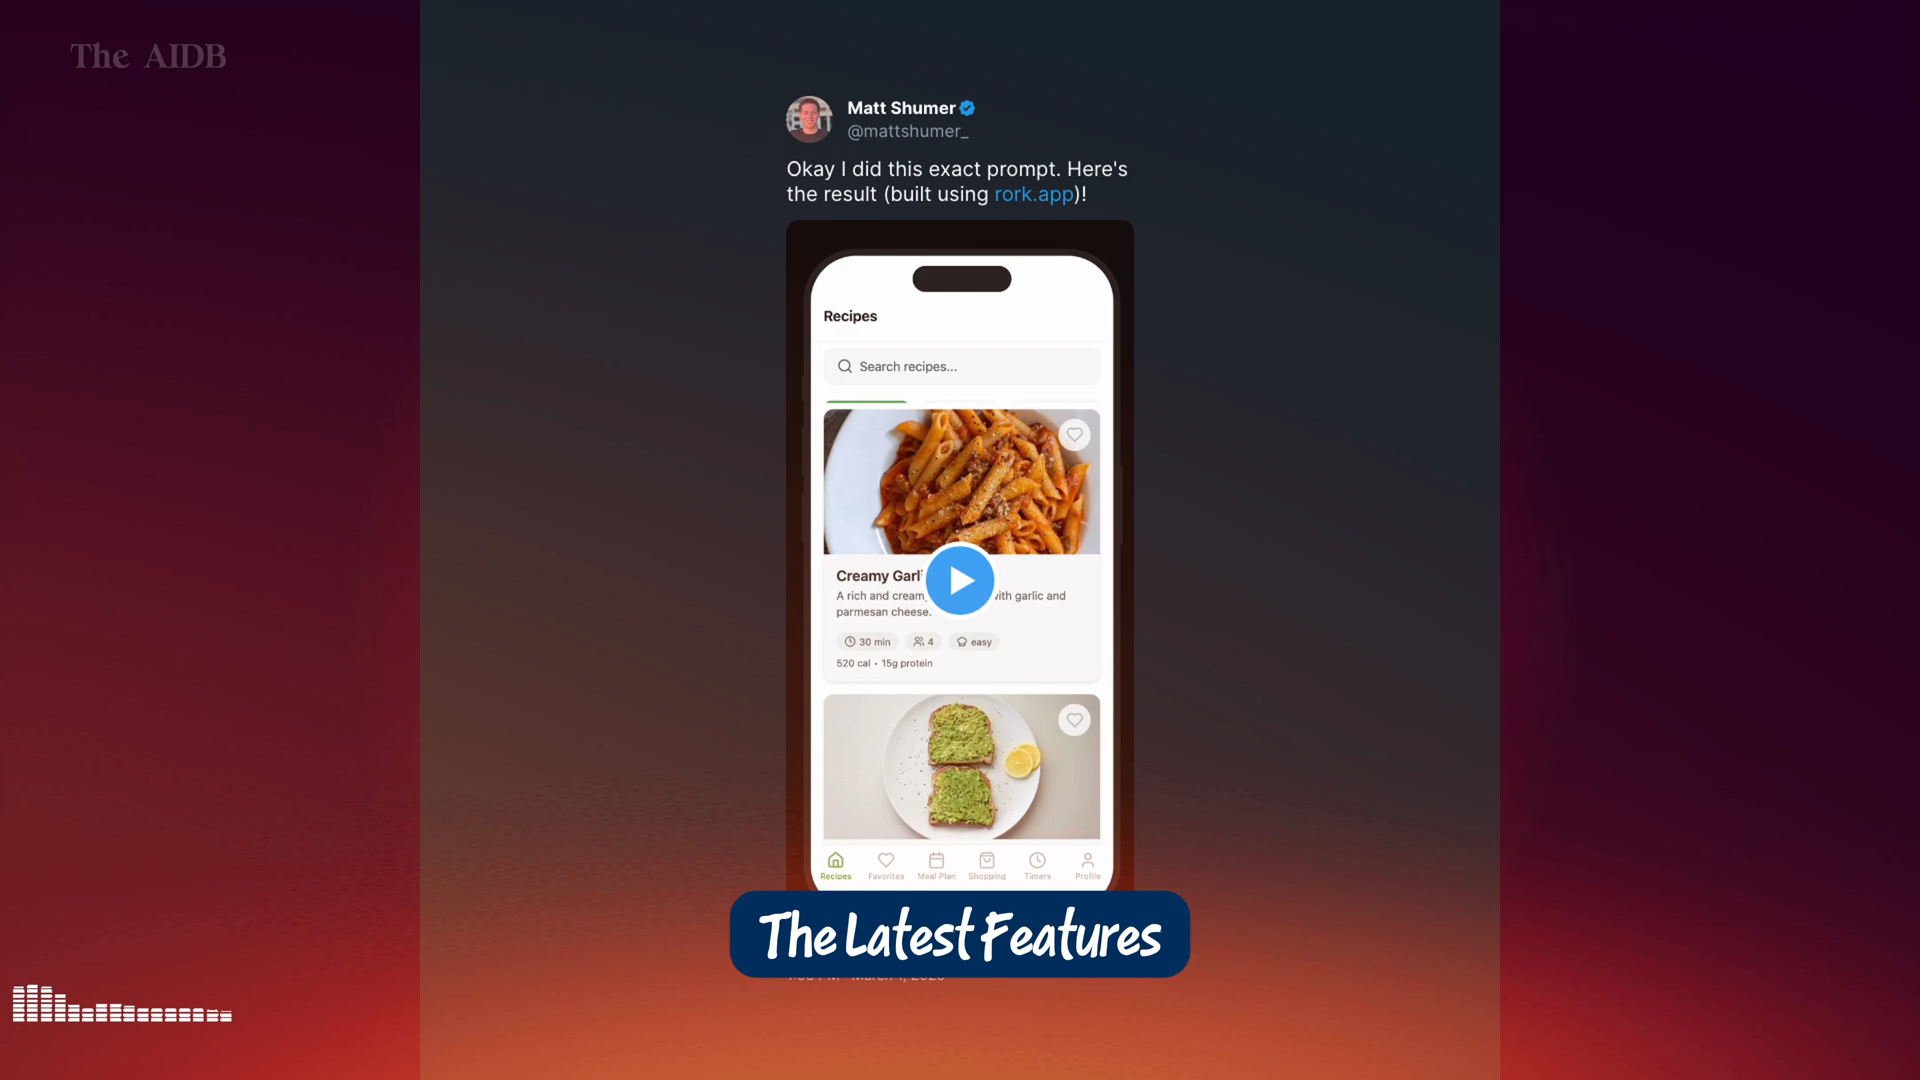 The AIDB
Matt Shumer
@mattshumer_
Okay I did this exact prompt. Here's
the result (built using rork.app)!
Recipes
Search recipes...
Creamy
A rich and with garlic and
parmesan cheese.
30 min
4
easy
520 cal • 15g protein
Recipes
Favorites
Meal Plan
Shopping
Timers
Profile
The Latest Features